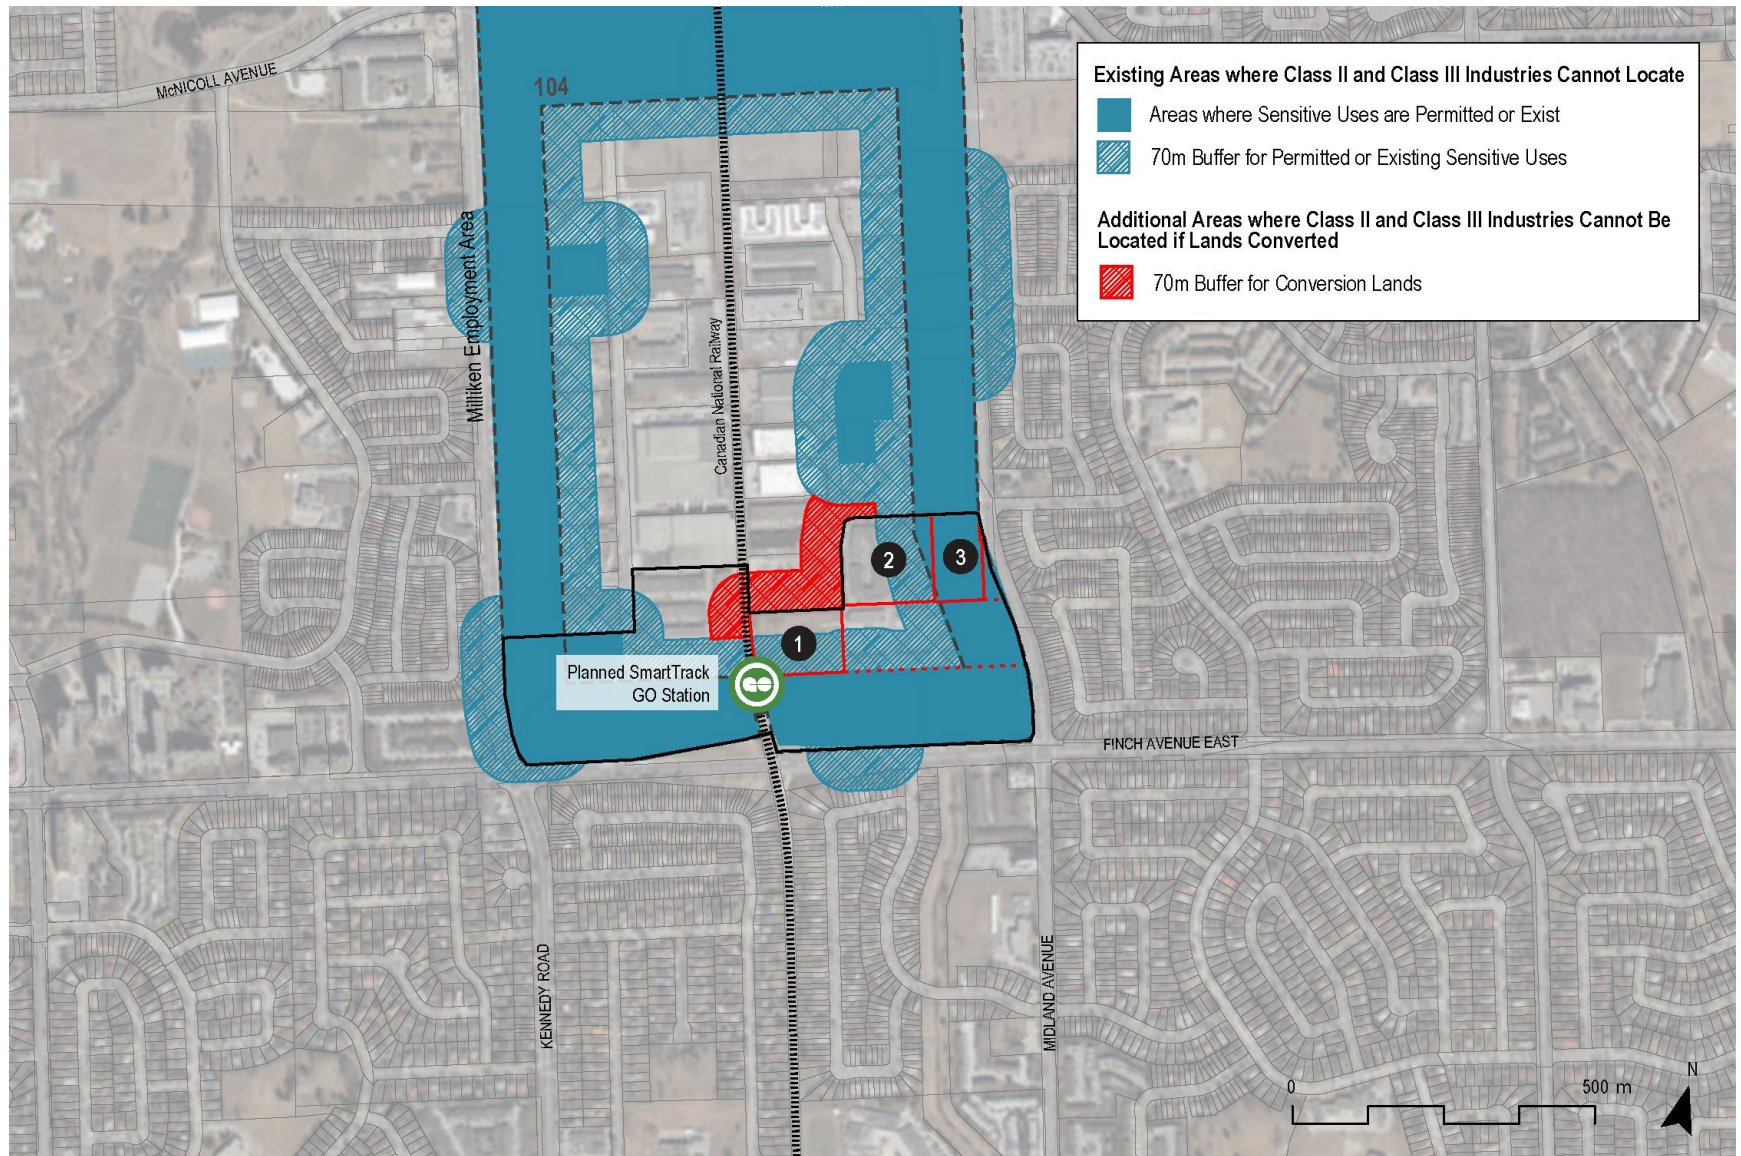 McNICOLL AVENUE
104
Existing Areas where Class II and Class III Industries Cannot Locate
Areas where Sensitive Uses are Permitted or Exist
70m Buffer for Permitted or Existing Sensitive Uses
Additional Areas where Class II and Class III Industries Cannot Be
Located if Lands Converted
70m Buffer for Conversion Lands
Milliken Employment Area
Canadian National Railway
2
3
1
Planned SmartTrack
GO Station
FINCH AVENUE EAST
KENNEDY ROAD
MIDLAND AVENUE
N
0
500 m